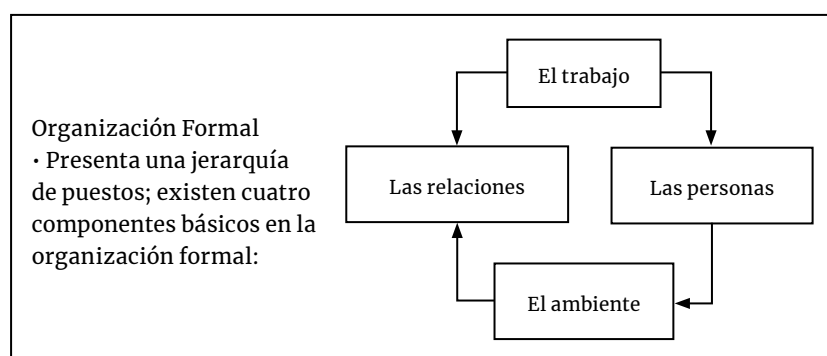 Organización Formal
• Presenta una jerarquía
de puestos; existen cuatro
componentes básicos en la
organización formal:
El trabajo
Las relaciones
Las personas
El ambiente